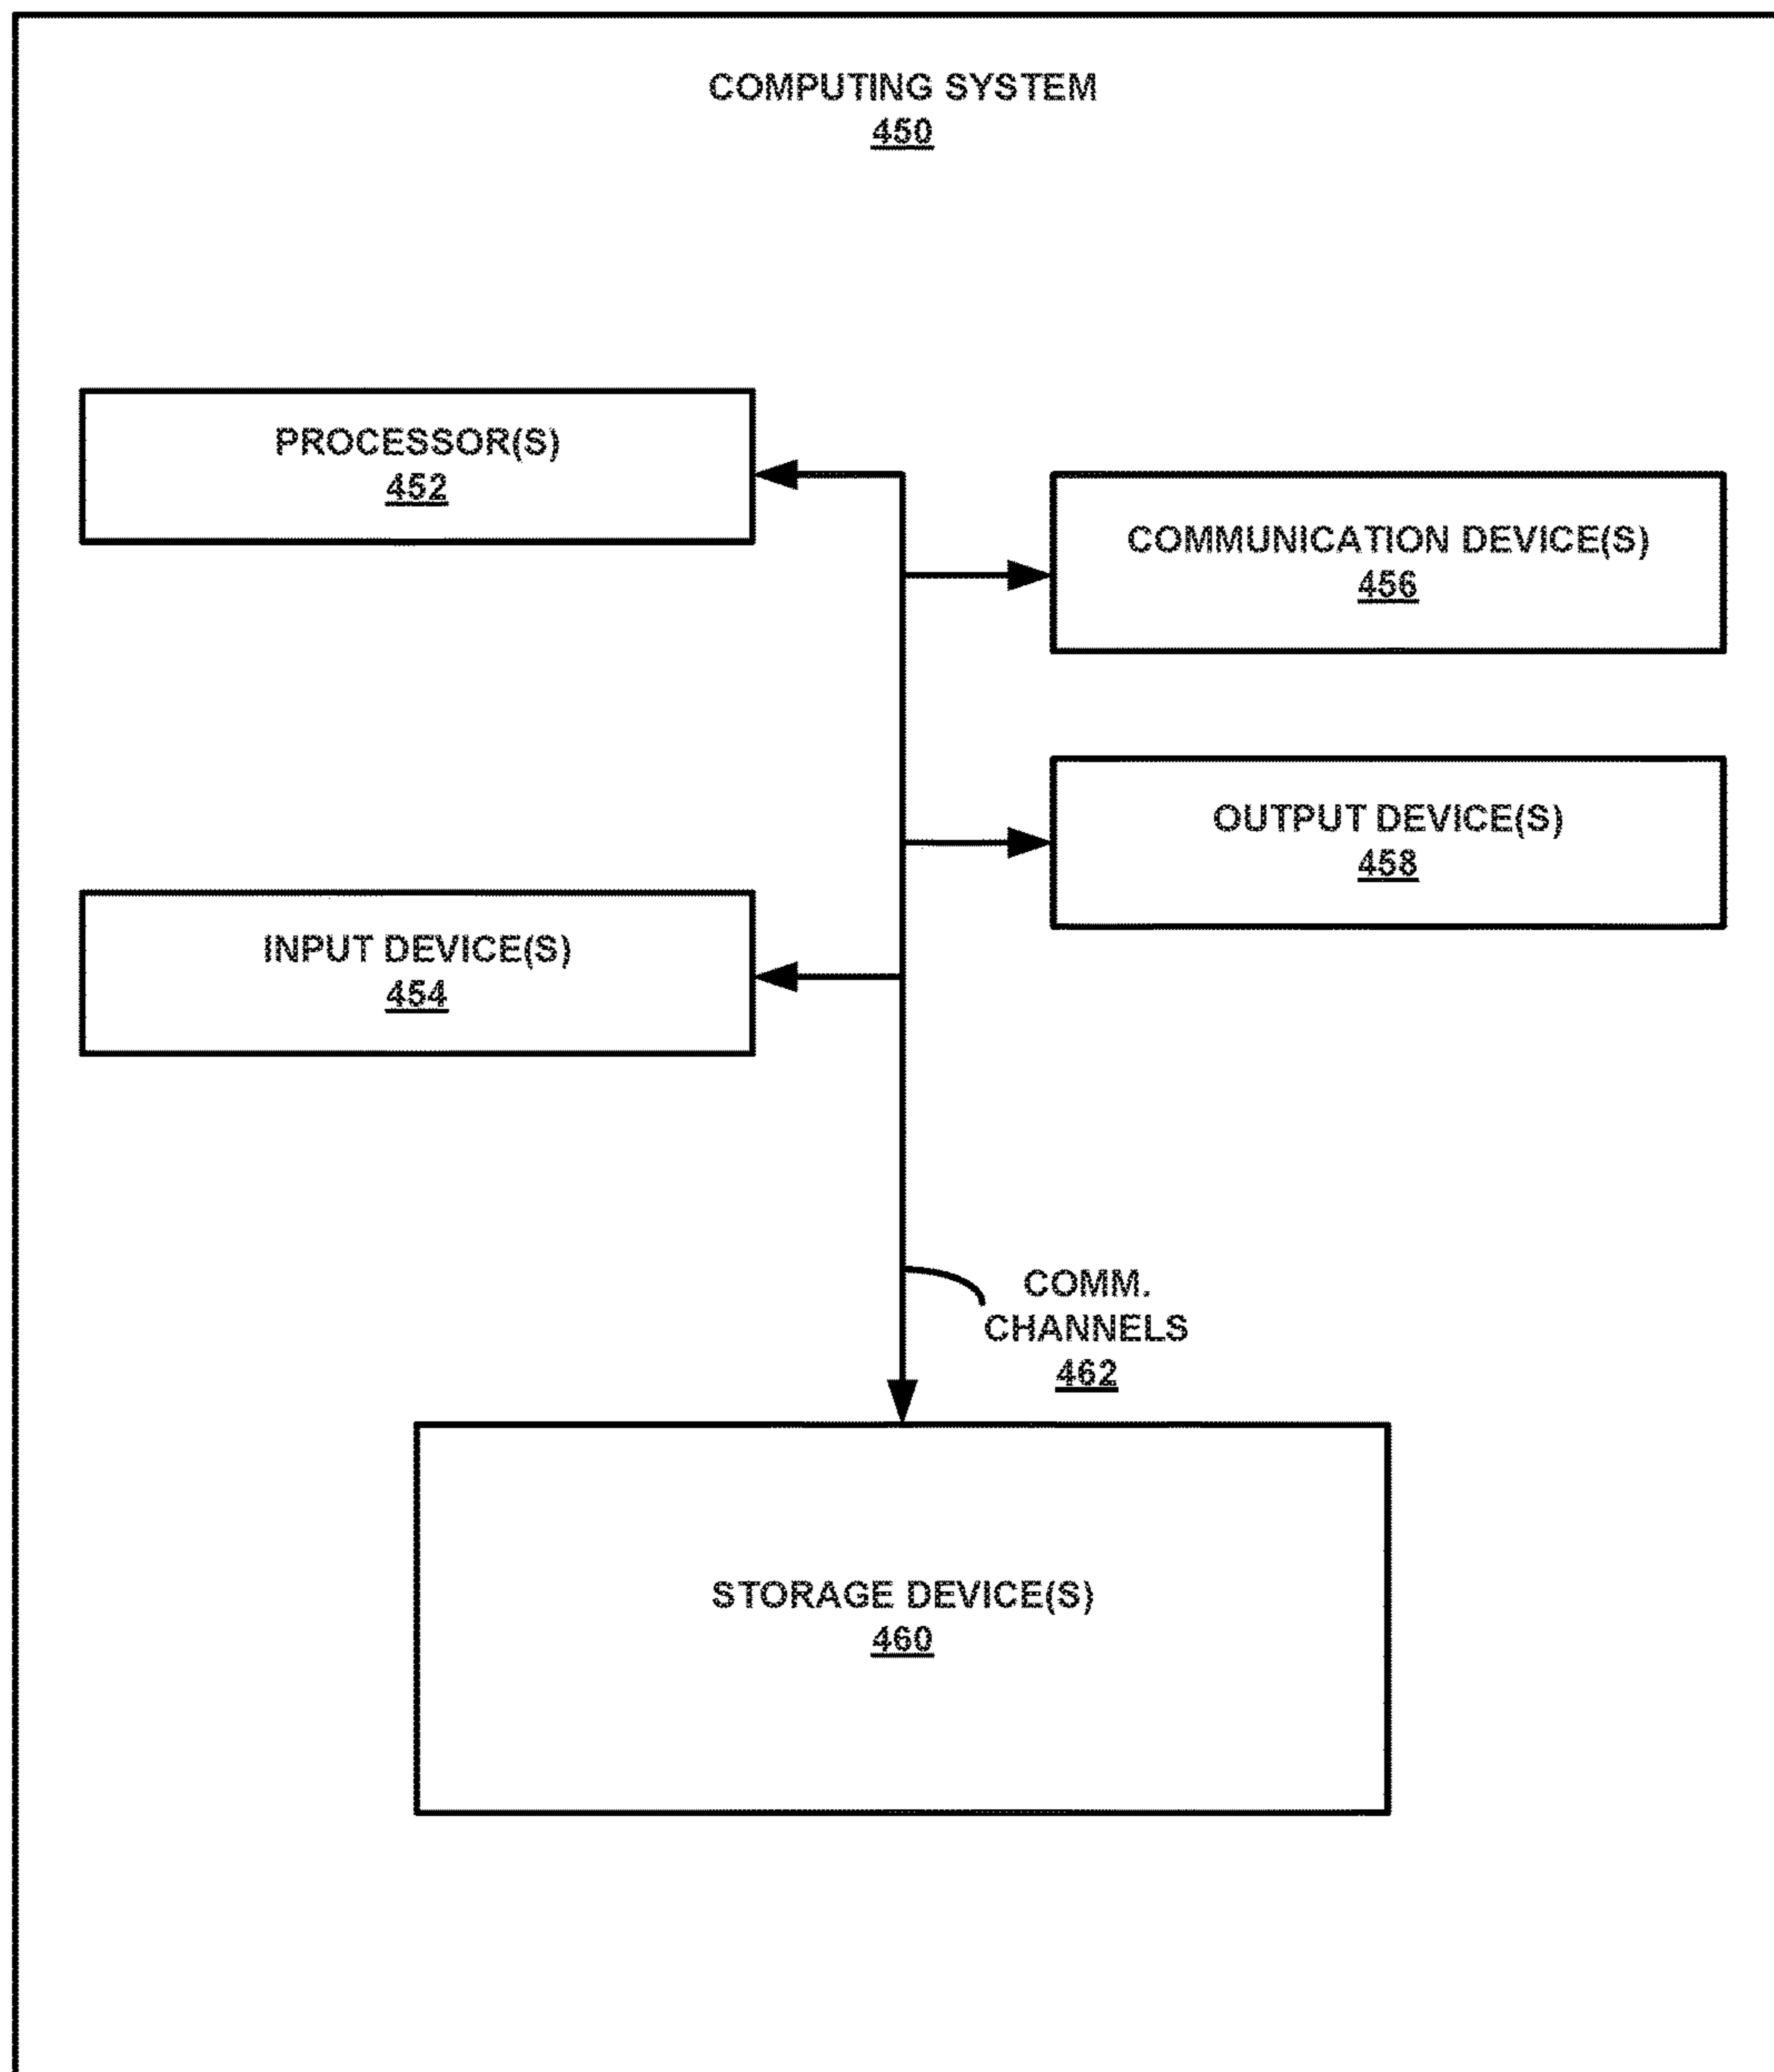 COMPUTING SYSTEM
450
PROCESSOR(S)
452
COMMUNICATION DEVICE(S)
456
OUTPUT DEVICE(S)
458
INPUT DEVICE(S)
454
COMM.
CHANNELS
462
STORAGE DEVICE(S)
460